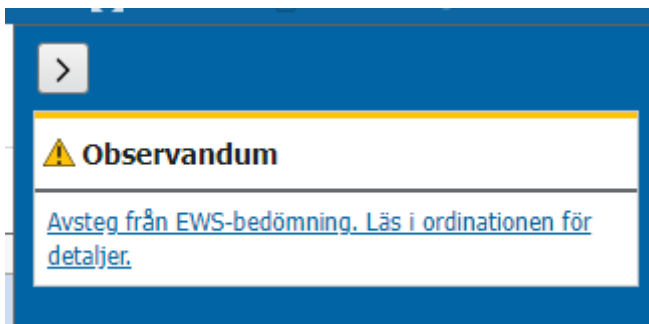 Observandum
Avsteg från EWS-bedömning. Läs i ordinationen för
detaljer.